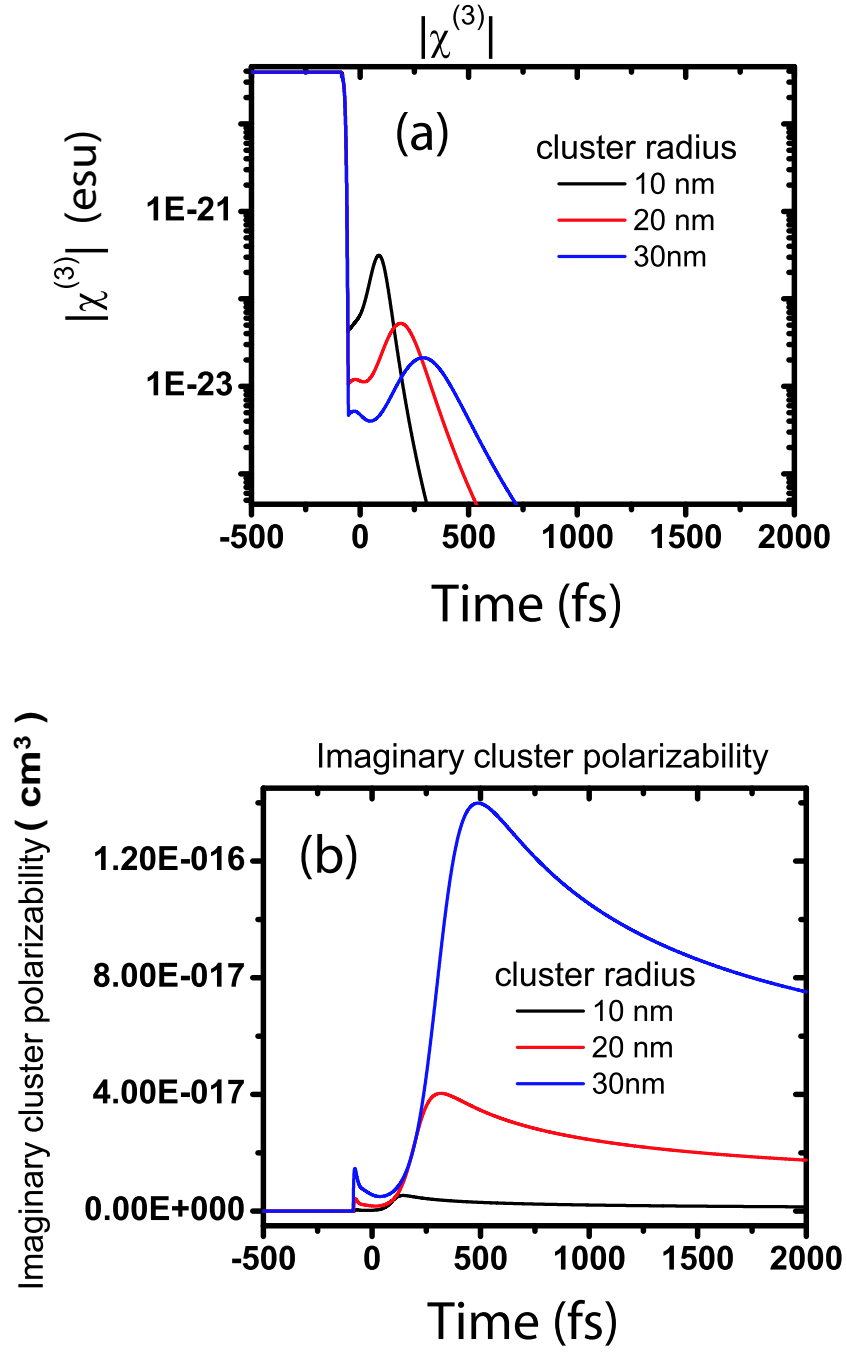 |χ(3)|
(a)
cluster radius
10 nm
20 nm
30nm
|χ(3)| (esu)
1E-21
1E-23
-500 0 500 1000 1500 2000
Time (fs)
Imaginary cluster polarizability
(b)
Imaginary cluster polarizability ( cm3 )
1.20E-016
8.00E-017
4.00E-017
0.00E+000
cluster radius
10 nm
20 nm
30nm
-500 0 500 1000 1500 2000
Time (fs)